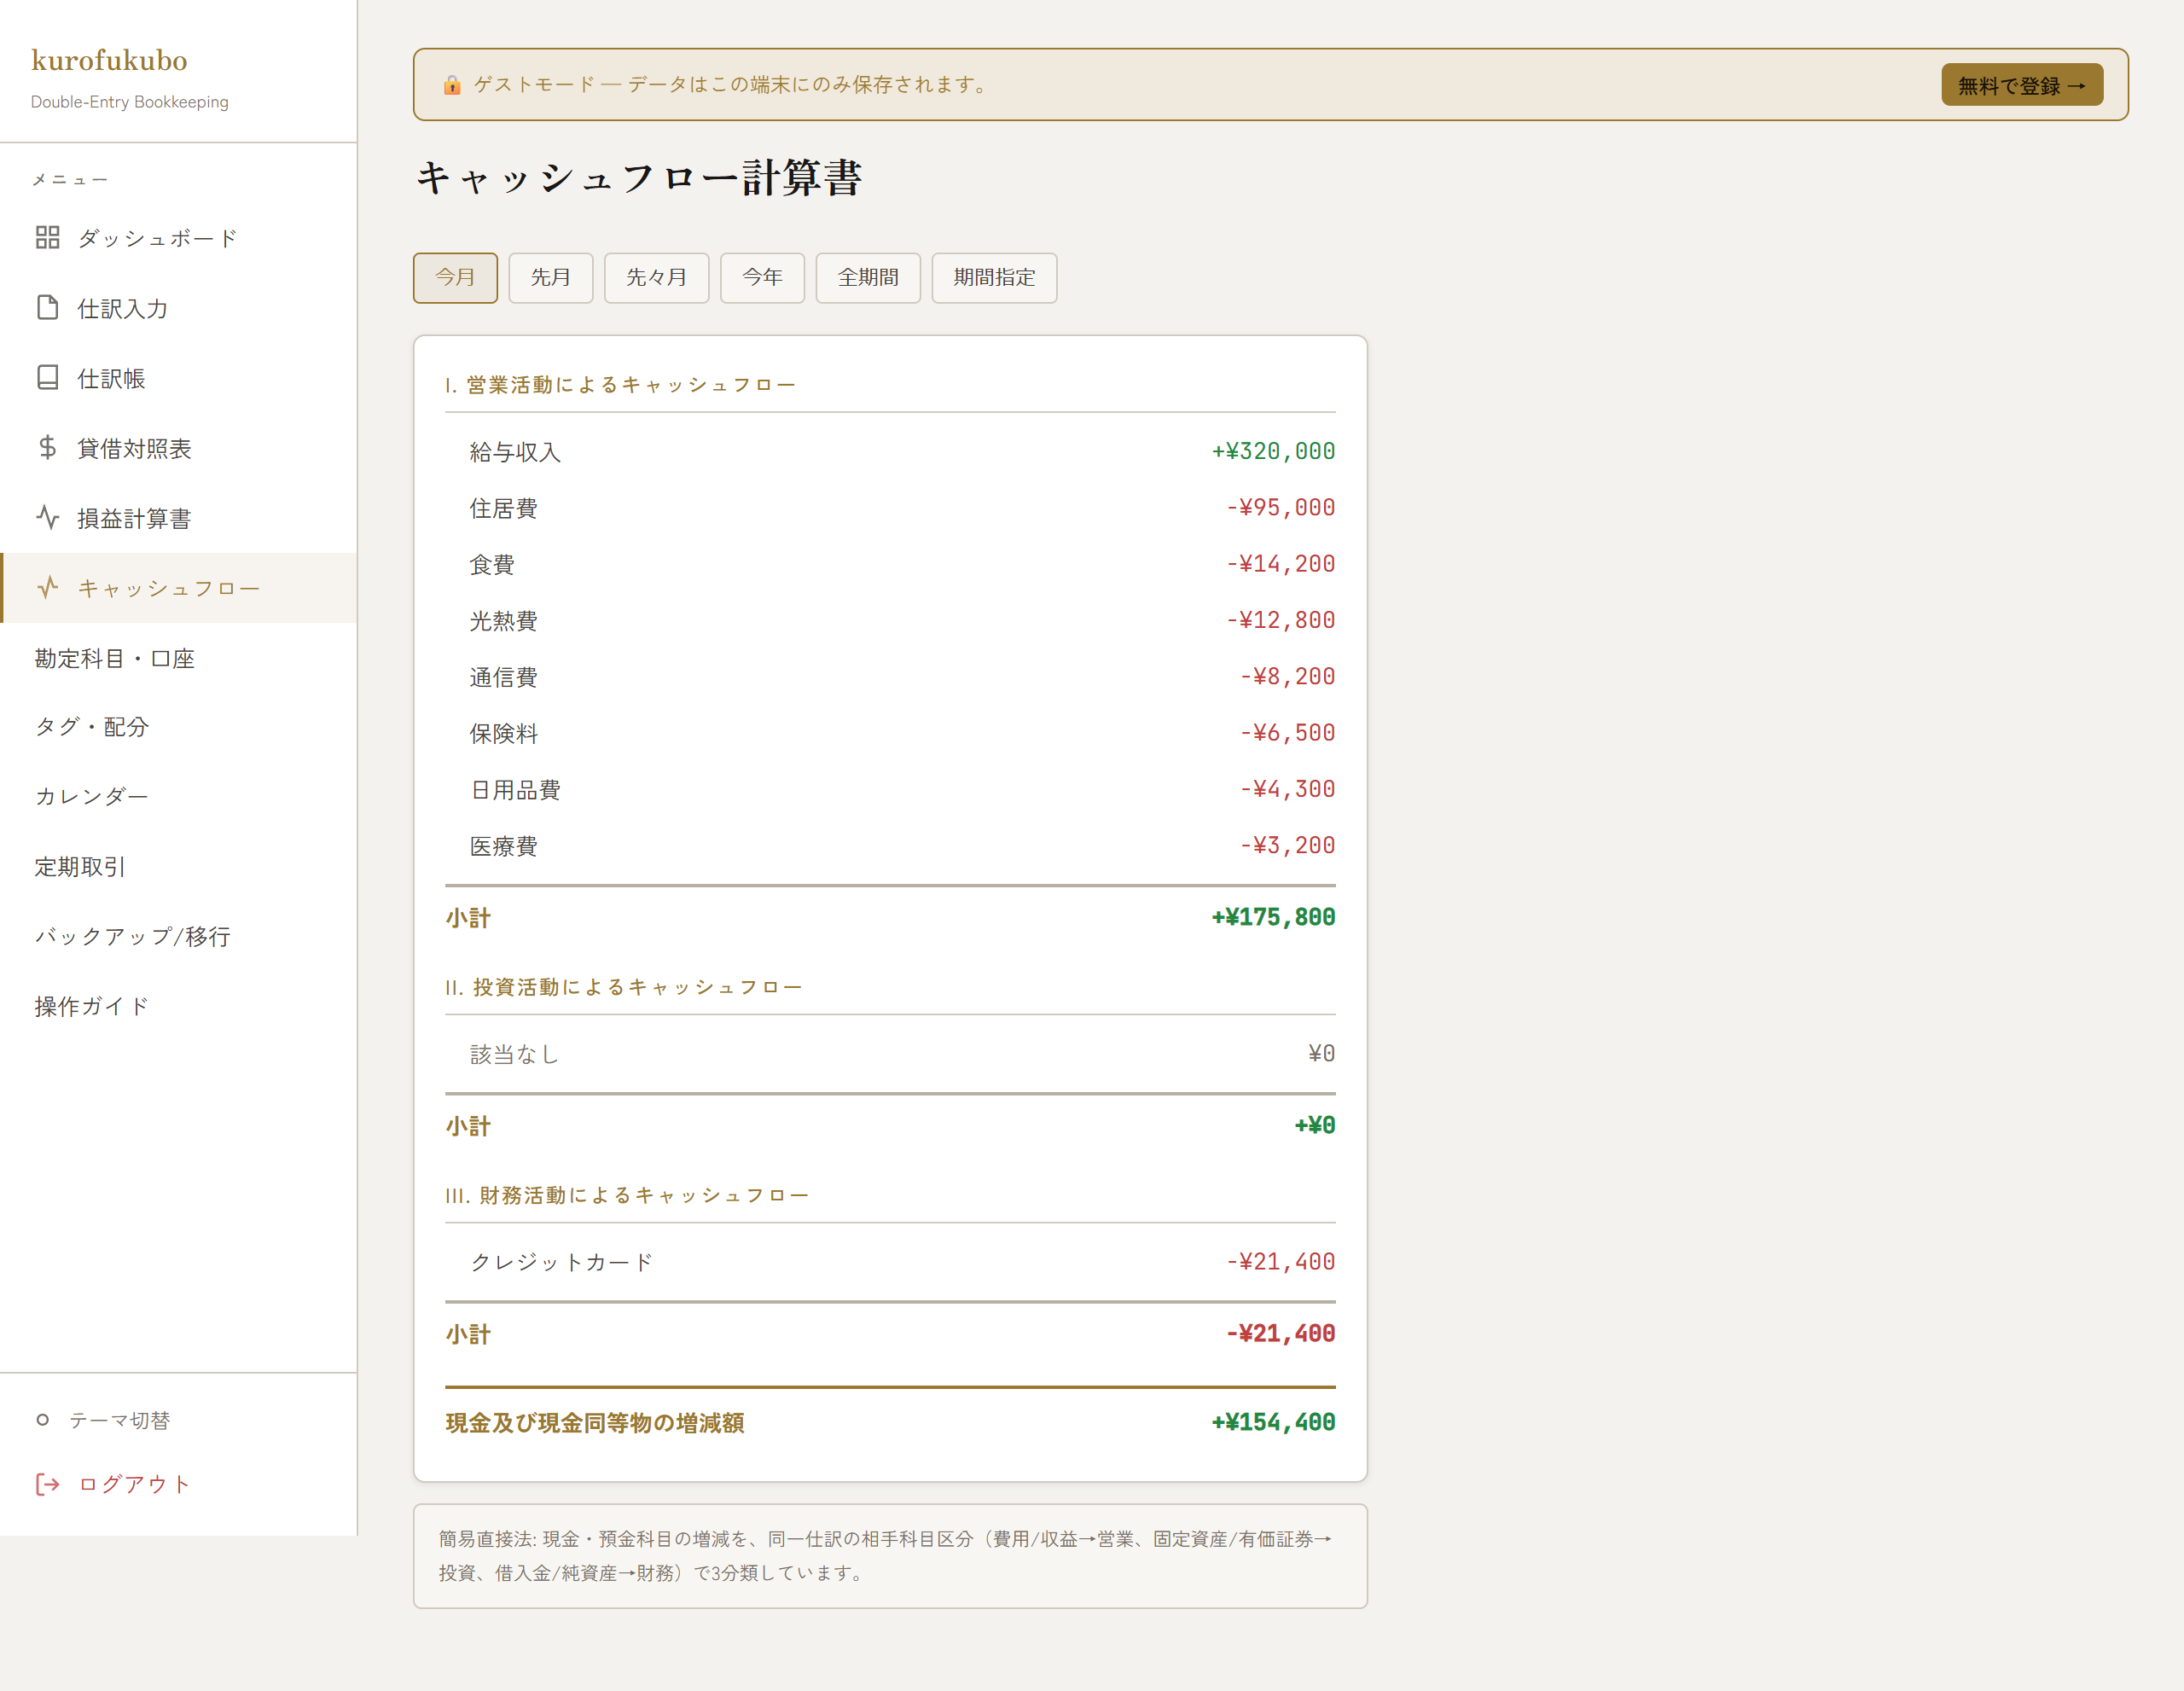 kurofukubo
Double-Entry Bookkeeping
メニュー
ダッシュボード
仕訳入力
仕訳帳
貸借対照表
損益計算書
キャッシュフロー
勘定科目・口座
タグ・配分
カレンダー
定期取引
バックアップ/移行
操作ガイド
テーマ切替
ログアウト
ゲストモード — データはこの端末にのみ保存されます。
無料で登録 →
キャッシュフロー計算書
今月 先月 先々月 今年 全期間 期間指定
I. 営業活動によるキャッシュフロー
給与収入 +¥320,000
住居費 -¥95,000
食費 -¥14,200
光熱費 -¥12,800
通信費 -¥8,200
保険料 -¥6,500
日用品費 -¥4,300
医療費 -¥3,200
小計 +¥175,800
II. 投資活動によるキャッシュフロー
該当なし ¥0
小計 +¥0
III. 財務活動によるキャッシュフロー
クレジットカード -¥21,400
小計 -¥21,400
現金及び現金同等物の増減額 +¥154,400
簡易直接法: 現金・預金科目の増減を、同一仕訳の相手科目区分（費用/収益→営業、固定資産/有価証券→
投資、借入金/純資産→財務）で3分類しています。